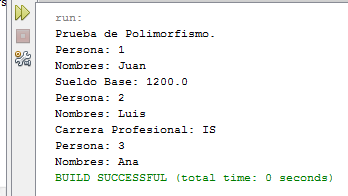 run:
Prueba de Polimorfismo.
Persona: 1
Nombres: Juan
Sueldo Base: 1200.0
Persona: 2
Nombres: Luis
Carrera Profesional: IS
Persona: 3
Nombres: Ana
BUILD SUCCESSFUL (total time: 0 seconds)